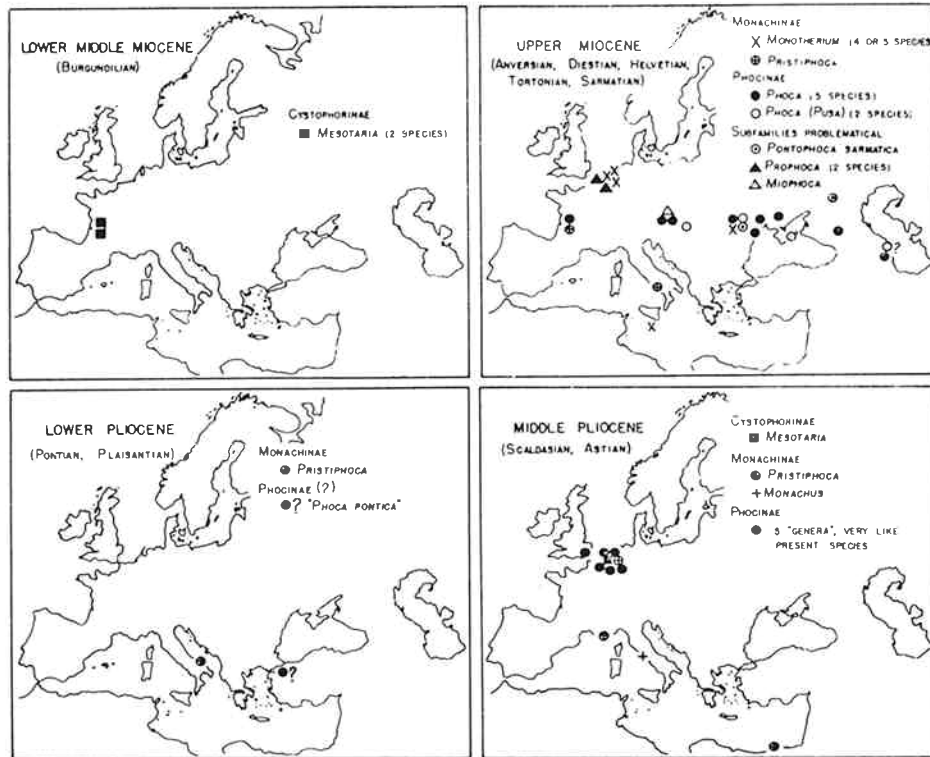 LOWER MIDDLE MIOCENE
(BURGUNDILIAN)
CYSTOPHORINAE
MESOTARIA (2 SPECIES)
UPPER MIOCENE
(ANVERSIAN, DIESTIAN, HELVETIAN,
TORTONIAN, SARMATIAN)
MONACHINAE
MONOTHERIUM (4 OR 5 SPECIES)
PRISTIPHOCA
PHOCINAE
PHOCA (5 SPECIES)
PHOCA (PUSA) (2 SPECIES)
SUBFAMILIES PROBLEMATICAL
PONTOPHOCA SARMATICA
PROPHOCA (2 SPECIES)
MIOPHOCA
?
LOWER PLIOCENE
(PONTIAN, PLAISANTIAN)
MONACHINAE
PRISTIPHOCA
PHOCINAE (?)
? "PHOCA PONTICA"
?
MIDDLE PLIOCENE
(SCALDASIAN, ASTIAN)
CYSTOPHORINAE
MESOTARIA
MONACHINAE
PRISTIPHOCA
MONACHUS
PHOCINAE
"GENERA", VERY LIKE
PRESENT SPECIES